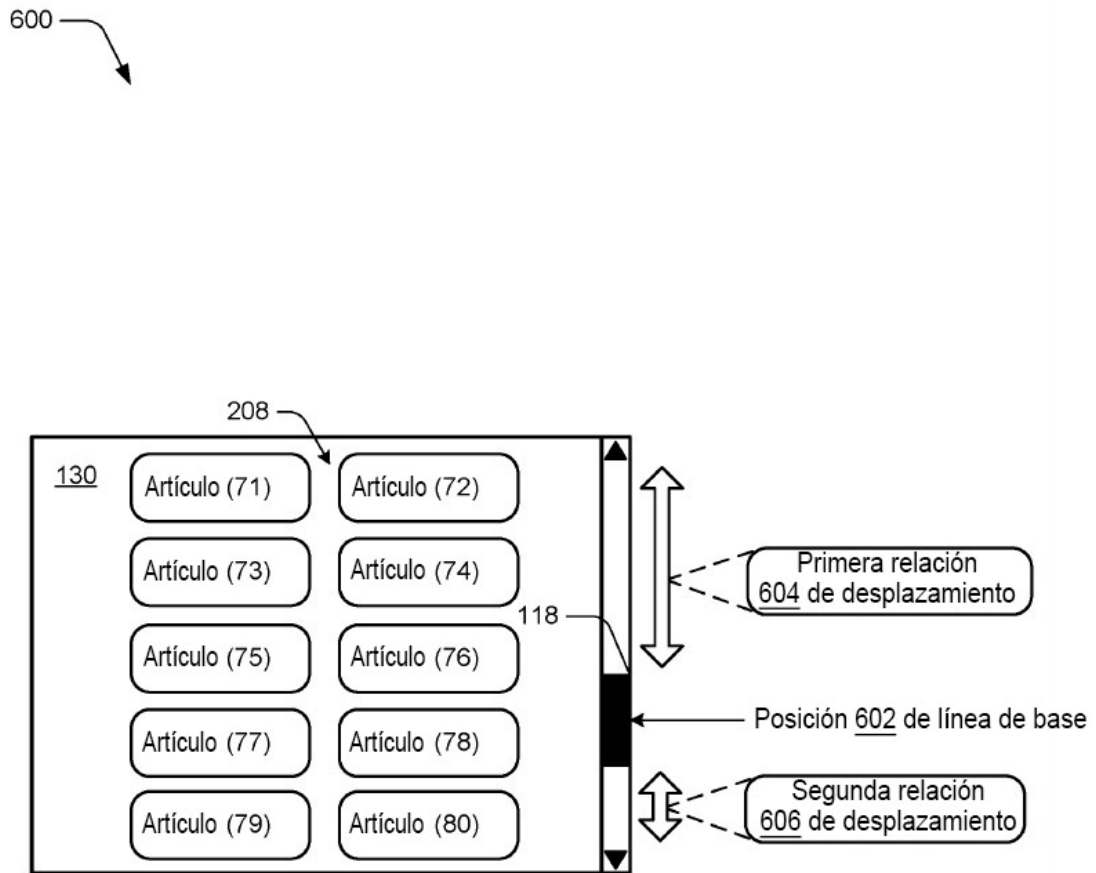 600
208
130
Artículo (71)
Artículo (72)
Artículo (73)
Artículo (74)
Primera relación
604 de desplazamiento
118
Artículo (75)
Artículo (76)
Posición 602 de línea de base
Artículo (77)
Artículo (78)
Segunda relación
606 de desplazamiento
Artículo (79)
Artículo (80)